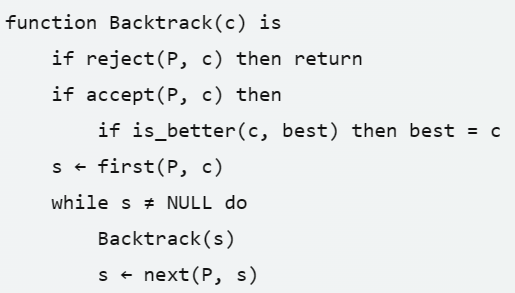 function Backtrack(c) is
    if reject(P, c) then return
    if accept(P, c) then
        if is_better(c, best) then best = c
    s ← first(P, c)
    while s ≠ NULL do
        Backtrack(s)
        s ← next(P, s)